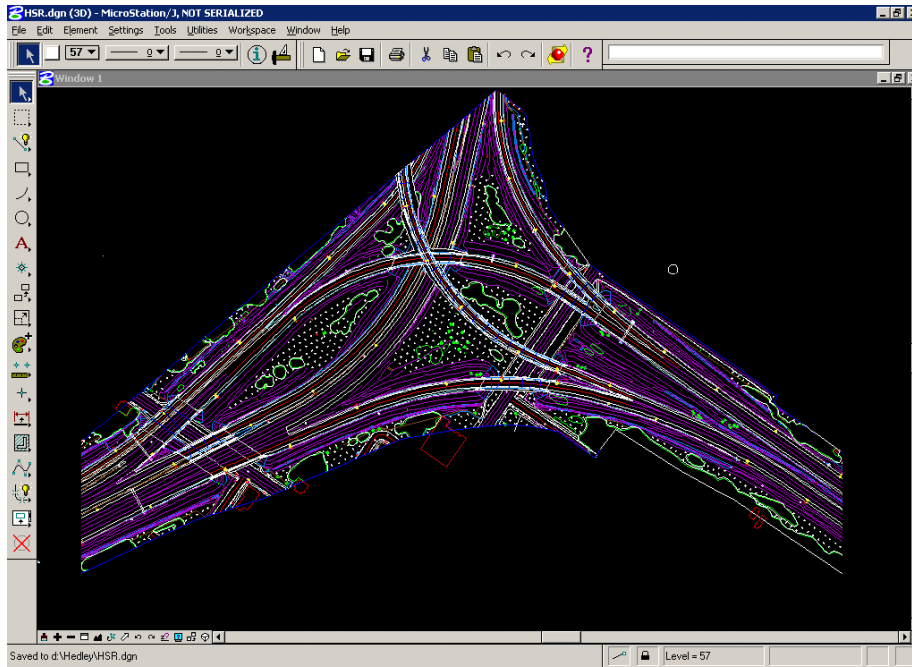 HSR.dgn (3D) - MicroStation/J, NOT SERIALIZED
File Edit Element Settings Tools Utilities Workspace Window Help
57 0 0
Window 1
Saved to d:\Hedley\HSR.dgn
Level = 57